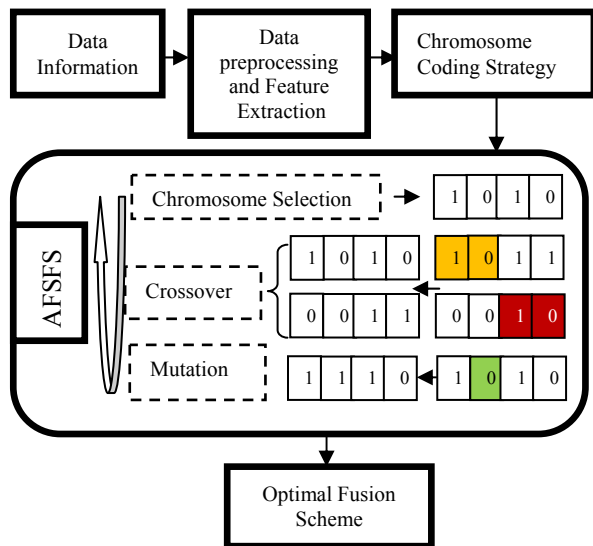 Data
Information
Data
preprocessing
and Feature
Extraction
Chromosome
Coding Strategy
AFSFS
Chromosome Selection
1 0 1 0
Crossover
1 0 1 0
1 0 1 1
0 0 1 1
0 0 1 0
Mutation
1 1 1 0
1 0 1 0
Optimal Fusion
Scheme